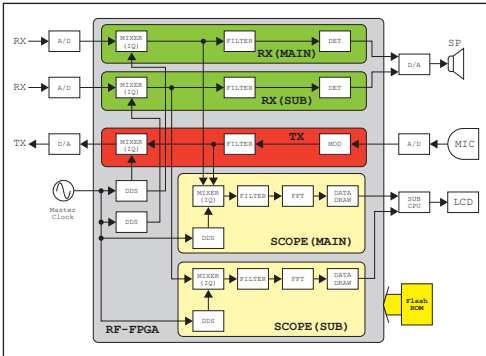 RX
A/D
MIXER
(IQ)
FILTER
DET
RX(MAIN)
SP
D/A
RX
A/D
MIXER
(IQ)
FILTER
DET
RX(SUB)
TX
TX
D/A
MIXER
(IQ)
FILTER
MOD
A/D
MIC
Master
Clock
DDS
DDS
MIXER
(IQ)
FILTER
FFT
DATA
DRAW
DDS
SCOPE(MAIN)
SUB
CPU
LCD
MIXER
(IQ)
FILTER
FFT
DATA
DRAW
DDS
SCOPE(SUB)
RF-FPGA
Flash
ROM